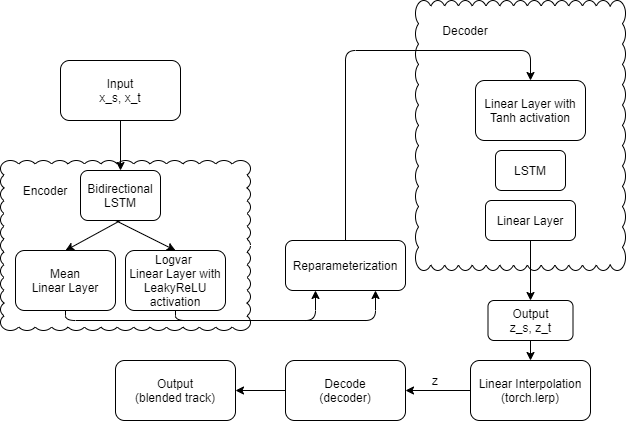 Decoder
Input
x_s, x_t
Linear Layer with
Tanh activation
LSTM
Encoder
Bidirectional
LSTM
Linear Layer
Mean
Linear Layer
Logvar
Linear Layer with
LeakyReLU
activation
Reparameterization
Output
z_s, z_t
Output
(blended track)
Decode
(decoder)
z
Linear Interpolation
(torch.lerp)